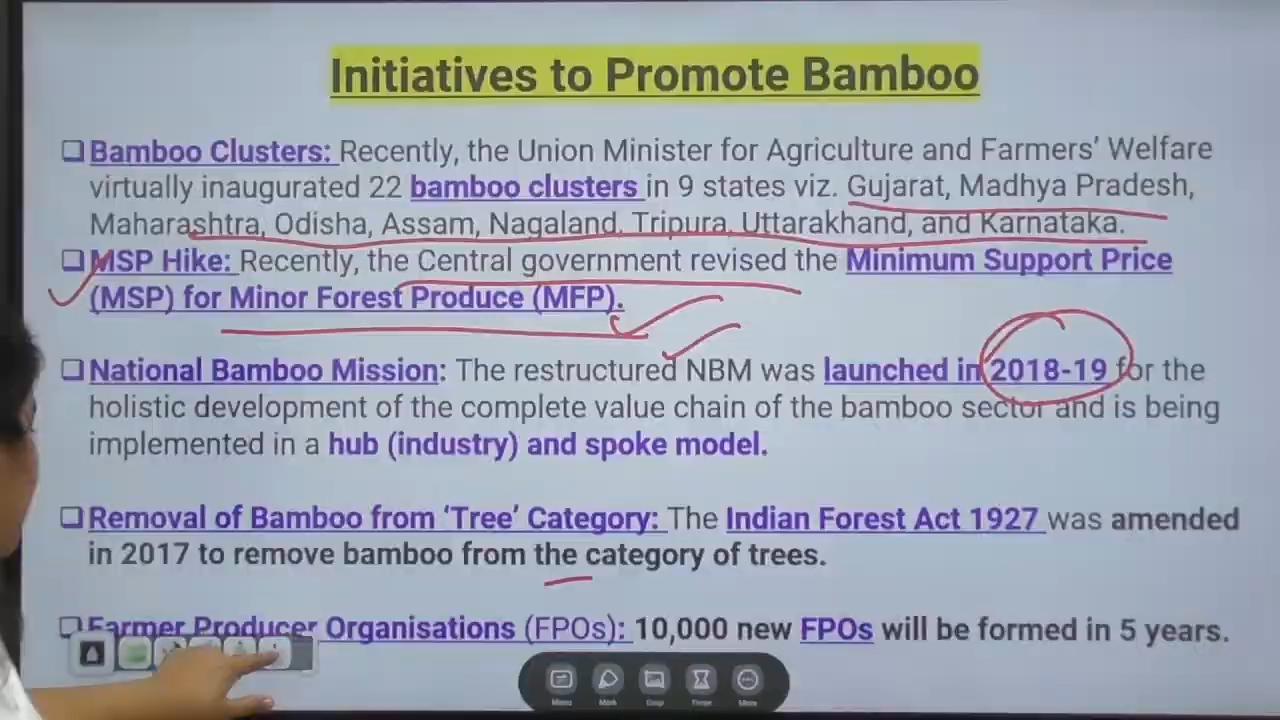 Initiatives to Promote Bamboo
❑Bamboo Clusters: Recently, the Union Minister for Agriculture and Farmers’ Welfare
virtually inaugurated 22 bamboo clusters in 9 states viz. Gujarat, Madhya Pradesh,
Maharashtra, Odisha, Assam, Nagaland, Tripura, Uttarakhand, and Karnataka.
❑MSP Hike: Recently, the Central government revised the Minimum Support Price
(MSP) for Minor Forest Produce (MFP).
❑National Bamboo Mission: The restructured NBM was launched in 2018-19 for the
holistic development of the complete value chain of the bamboo sector and is being
implemented in a hub (industry) and spoke model.
❑Removal of Bamboo from ‘Tree’ Category: The Indian Forest Act 1927 was amended
in 2017 to remove bamboo from the category of trees.
❑Farmer Producer Organisations (FPOs): 10,000 new FPOs will be formed in 5 years.
Menu Mark More